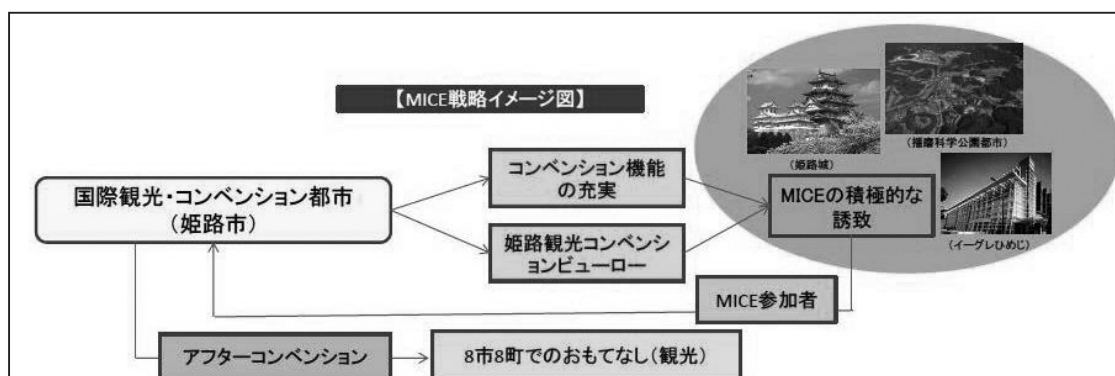 【MICE戦略イメージ図】
(姫路城)
(播磨科学公園都市)
(イーグレひめじ)
国際観光・コンベンション都市
(姫路市)
コンベンション機能
の充実
姫路観光コンベンシ
ョンビューロー
MICEの積極的な
誘致
MICE参加者
アフターコンベンション
8市8町でのおもてなし(観光)